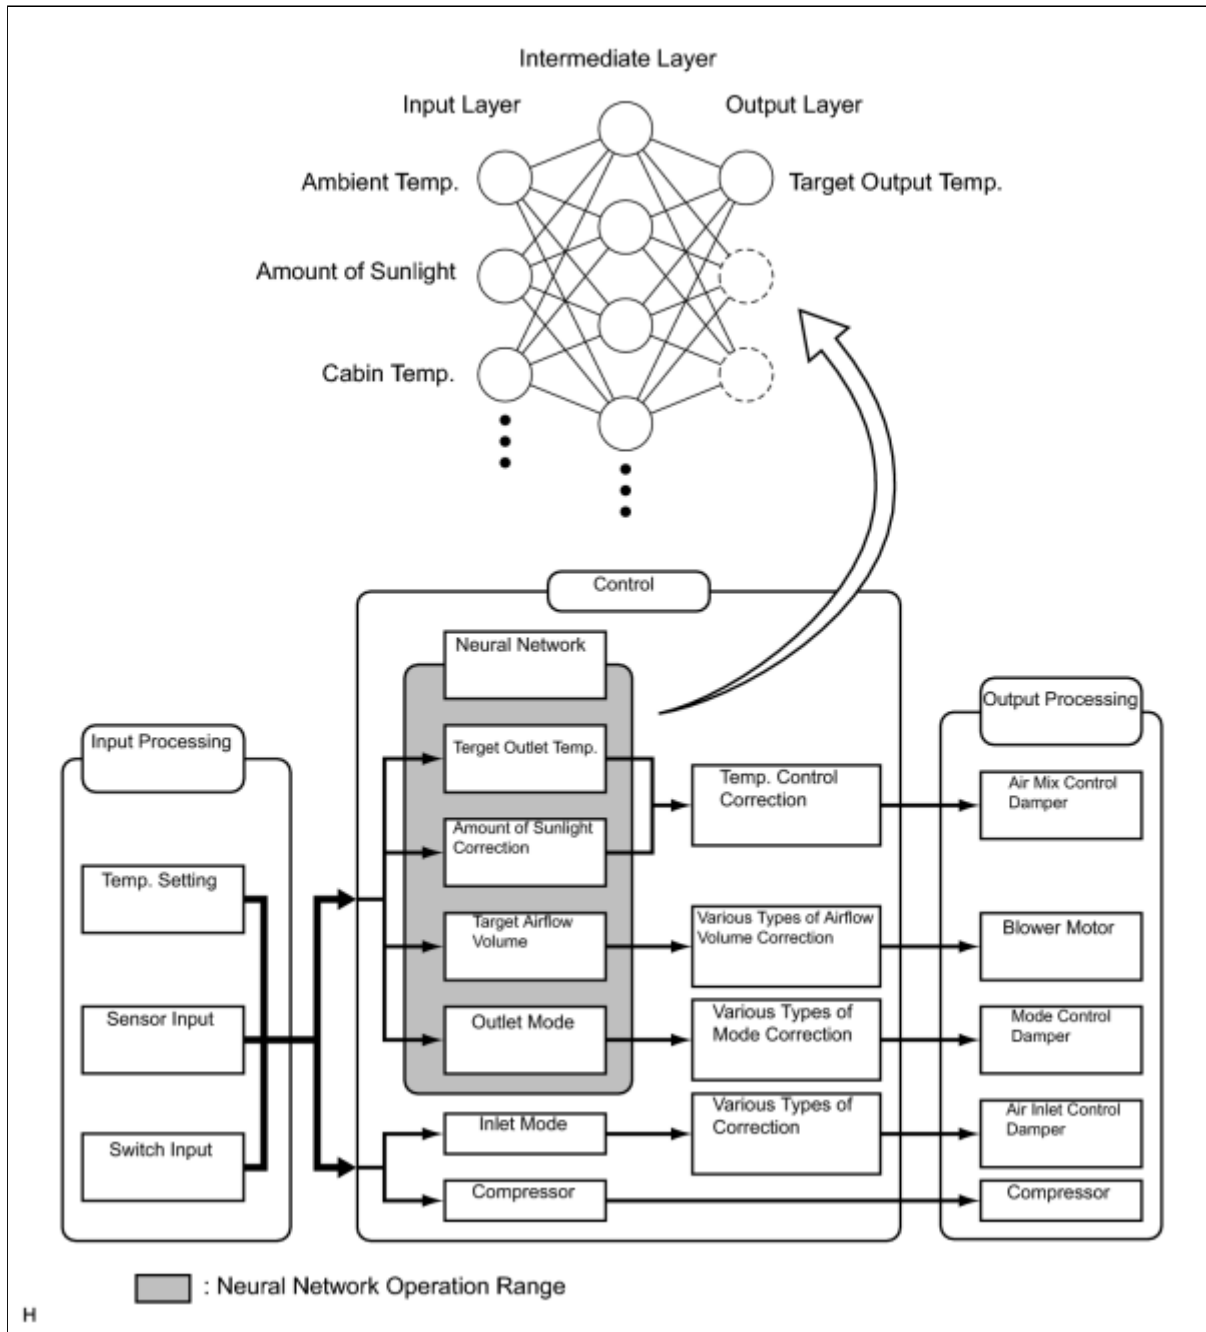 Intermediate Layer
Input Layer
Output Layer
Ambient Temp.
Target Output Temp.
Amount of Sunlight
Cabin Temp.
Control
Neural Network
Input Processing
Output Processing
Terget Outlet Temp.
Temp. Control
Correction
Air Mix Control
Damper
Amount of Sunlight
Correction
Temp. Setting
Target Airflow
Volume
Various Types of Airflow
Volume Correction
Blower Motor
Sensor Input
Outlet Mode
Various Types of
Mode Correction
Mode Control
Damper
Switch Input
Inlet Mode
Various Types of
Correction
Air Inlet Control
Damper
Compressor
Compressor
: Neural Network Operation Range
H